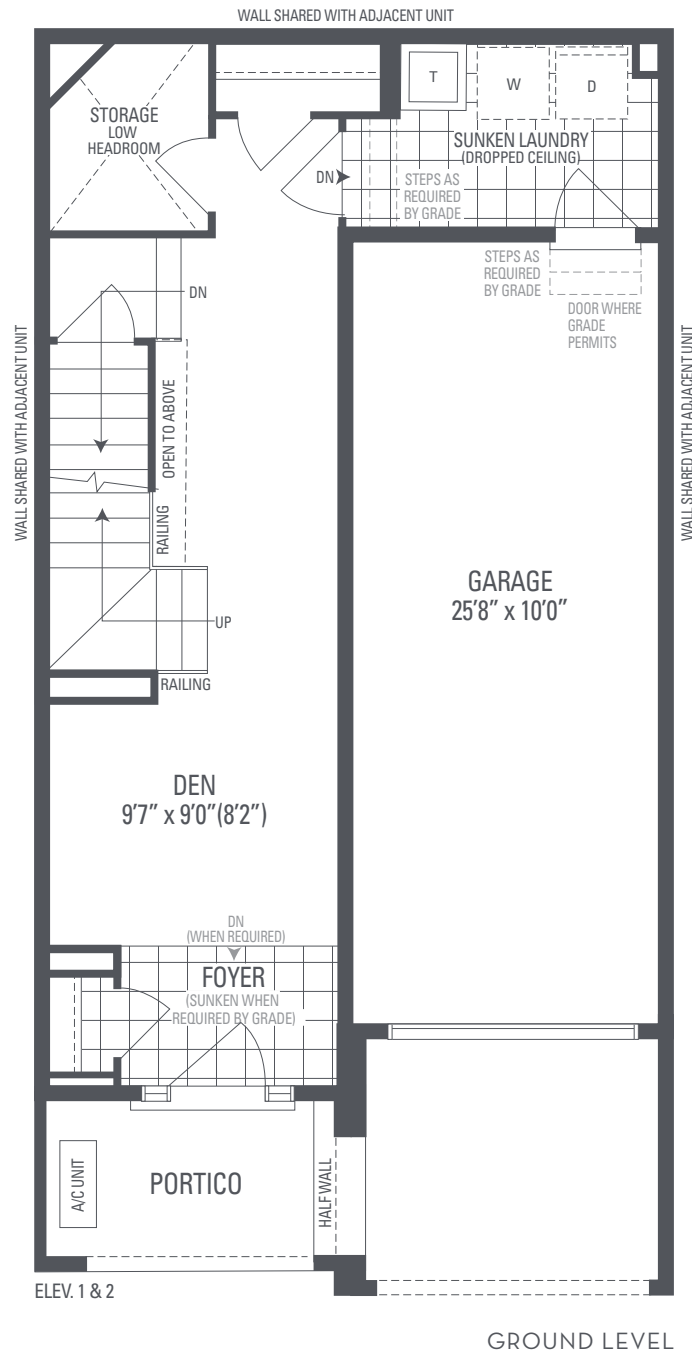 WALL SHARED WITH ADJACENT UNIT
T
W
D
STORAGE
LOW
HEADROOM
SUNKEN LAUNDRY
(DROPPED CEILING)
DN
STEPS AS
REQUIRED
BY GRADE
STEPS AS
REQUIRED
BY GRADE
DN
DOOR WHERE
GRADE
PERMITS
WALL SHARED WITH ADJACENT UNIT
WALL SHARED WITH ADJACENT UNIT
OPEN TO ABOVE
RAILING
GARAGE
25'8" x 10'0"
UP
RAILING
DEN
9'7" x 9'0"(8'2")
DN
(WHEN REQUIRED)
FOYER
(SUNKEN WHEN
REQUIRED BY GRADE)
A/C UNIT
PORTICO
HALF WALL
ELEV. 1 & 2
GROUND LEVEL